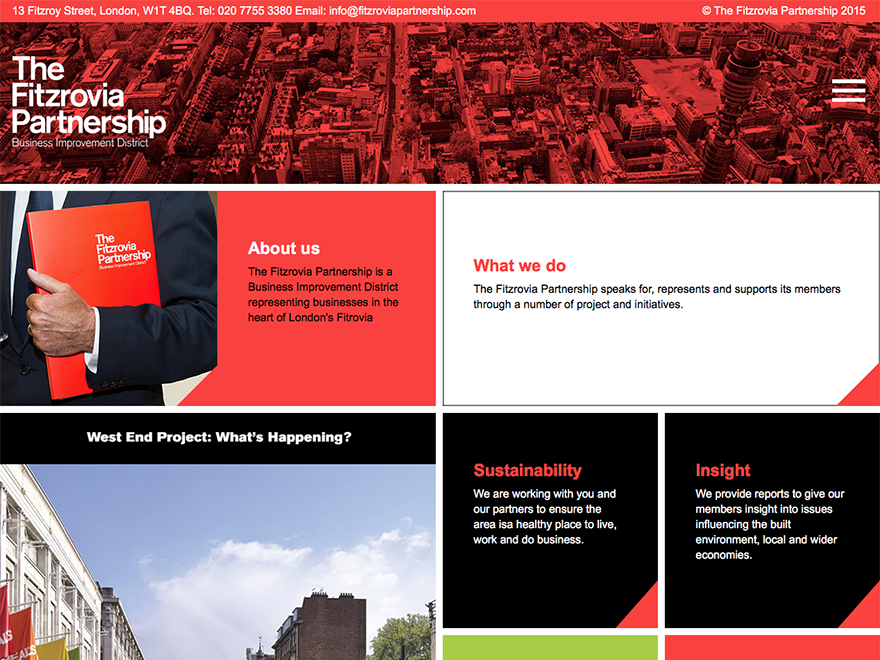 13 Fitzroy Street, London, W1T 4BQ. Tel: 020 7755 3380 Email: info@fitzroviapartnership.com
© The Fitzrovia Partnership 2015
The
Fitzrovia
Partnership
Business Improvement District
The
Fitzrovia
Partnership
Business Improvement District
About us
The Fitzrovia Partnership is a
Business Improvement District
representing businesses in the
heart of London's Fitrovia
What we do
The Fitzrovia Partnership speaks for, represents and supports its members
through a number of project and initiatives.
West End Project: What's Happening?
Sustainability
We are working with you and
our partners to ensure the
area isa healthy place to live,
work and do business.
Insight
We provide reports to give our
members insight into issues
influencing the built
environment, local and wider
economies.